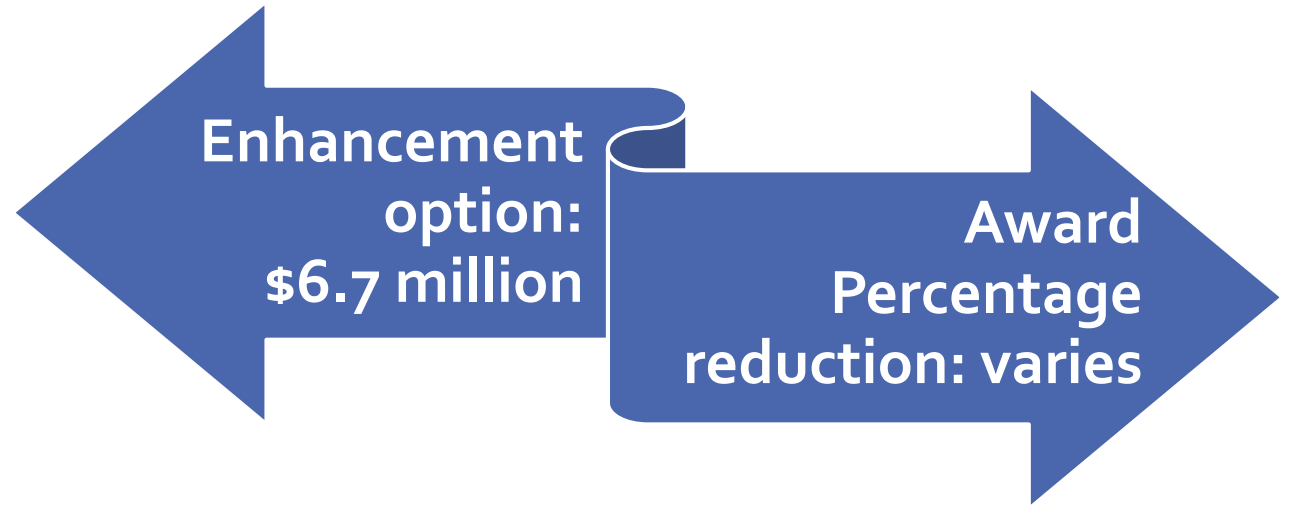 Enhancement
option:
$6.7 million
Award
Percentage
reduction: varies